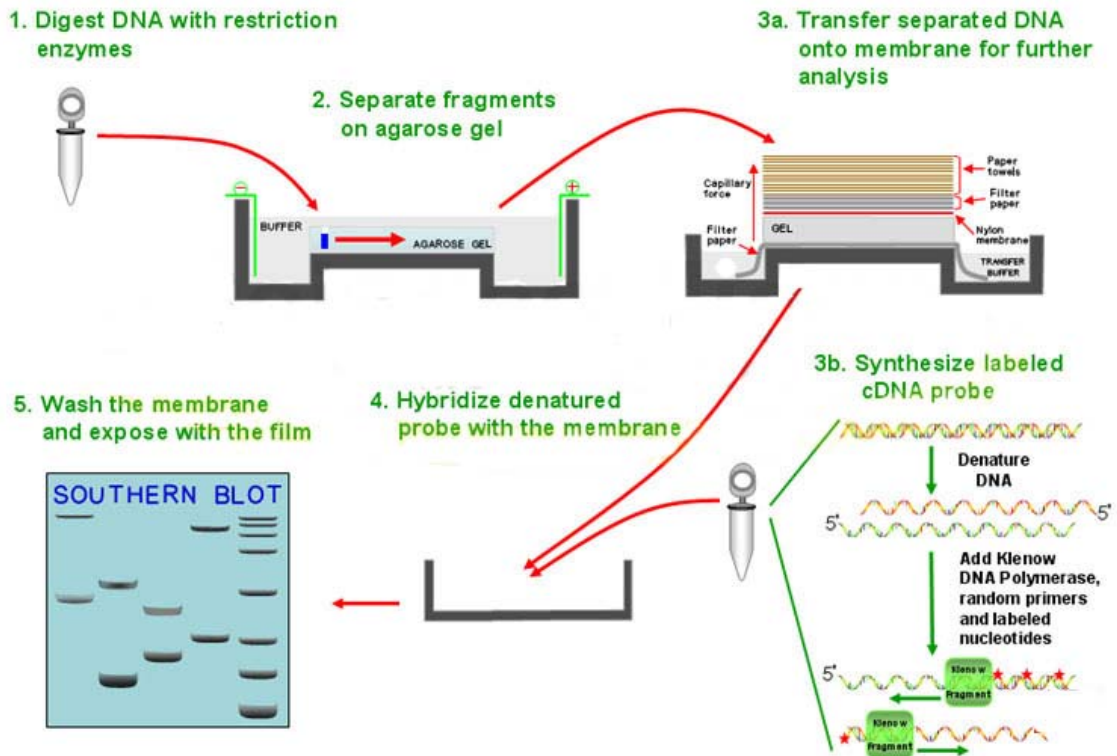 1. Digest DNA with restriction
enzymes
2. Separate fragments
on agarose gel
3a. Transfer separated DNA
onto membrane for further
analysis
−
+
BUFFER
AGAROSE GEL
Capillary
force
Paper
towels
Filter
paper
Filter
paper
GEL
Nylon
membrane
TRANSFER
BUFFER
3b. Synthesize labeled
cDNA probe
Denature
DNA
5'
5'
Add Klenow
DNA Polymerase,
random primers
and labeled
nucleotides
5'
Klenow
Fragment
Klenow
Fragment
4. Hybridize denatured
probe with the membrane
5. Wash the membrane
and expose with the film
SOUTHERN BLOT